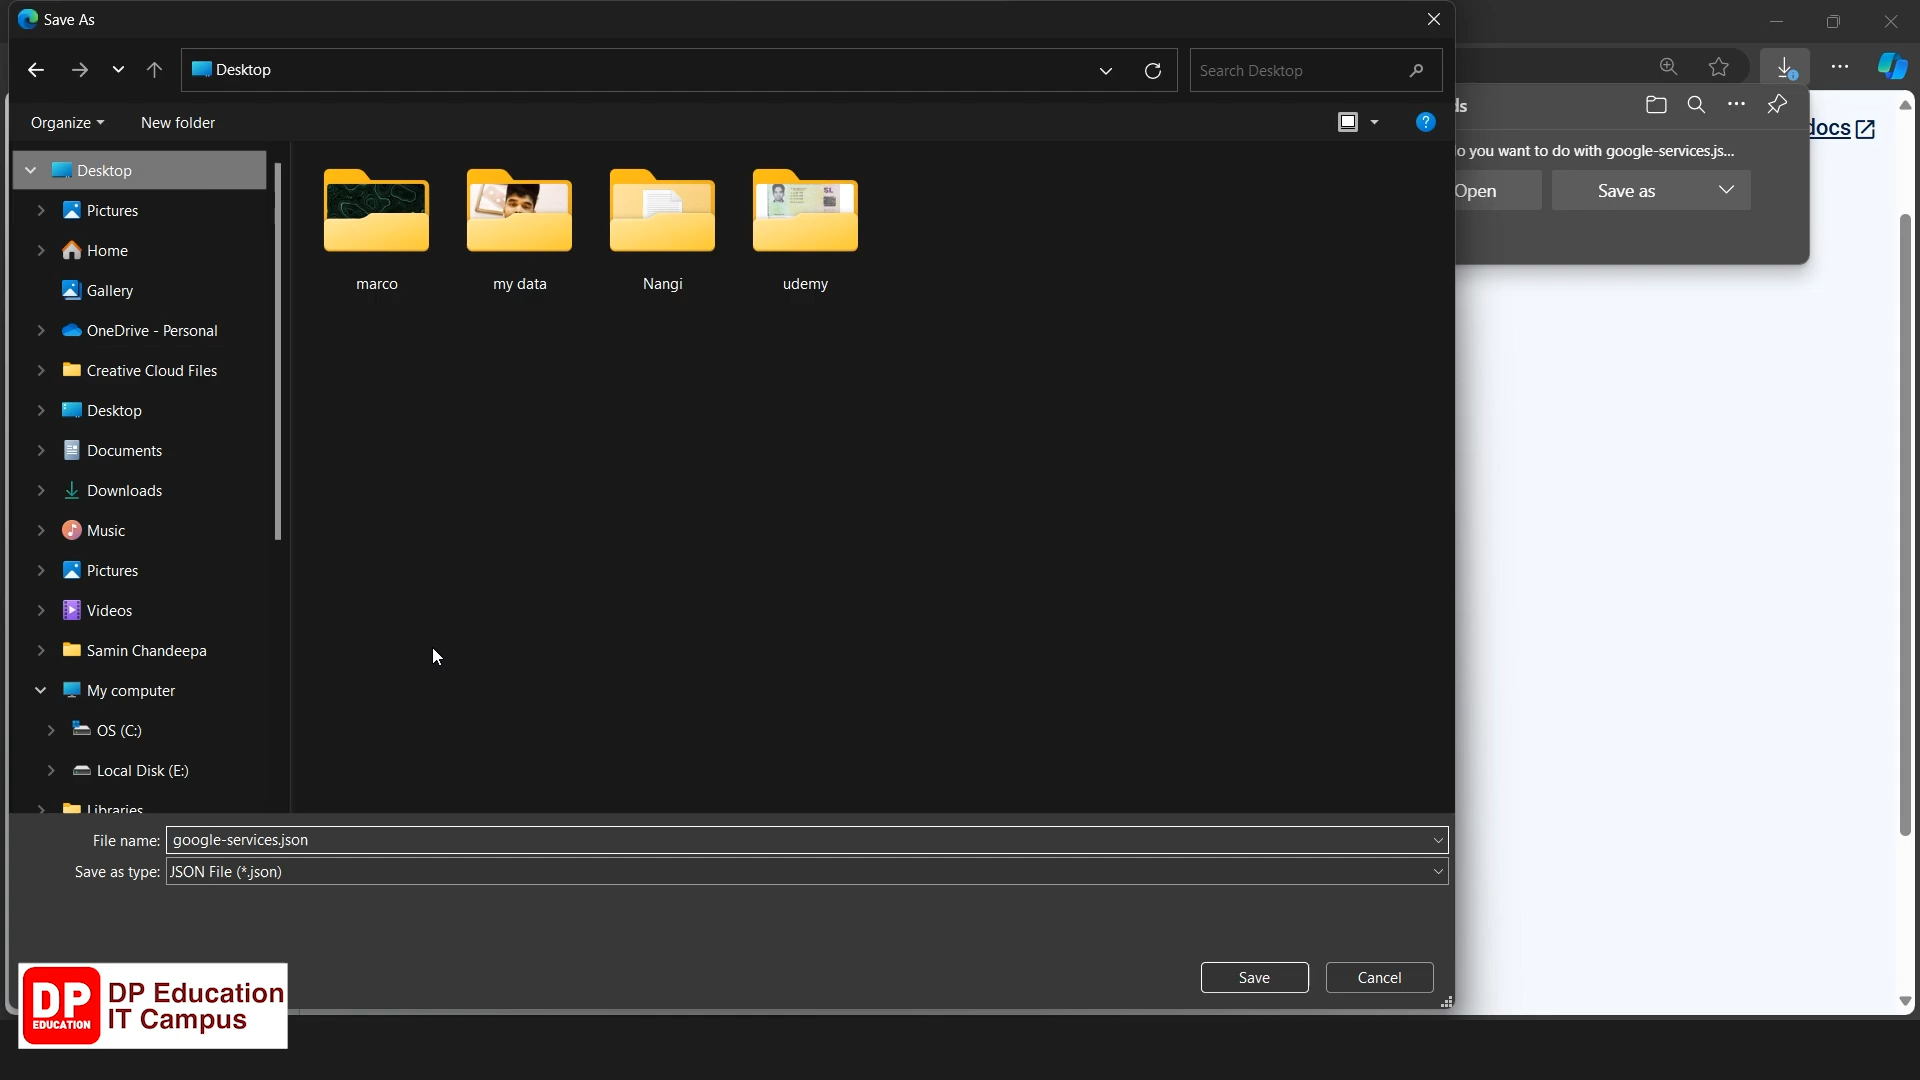 Save As
Desktop
Search Desktop
Organize
New folder
Desktop
Pictures
Home
Gallery
OneDrive - Personal
Creative Cloud Files
Desktop
Documents
Downloads
Music
Pictures
Videos
Samin Chandeepa
My computer
OS (C:)
Local Disk (E:)
Libraries
marco
my data
Nangi
udemy
SL
File name: google-services.json
Save as type: JSON File (*.json)
Save
Cancel
ds
docs
do you want to do with google-services.js...
Open
Save as
DP
EDUCATION
DP Education
IT Campus